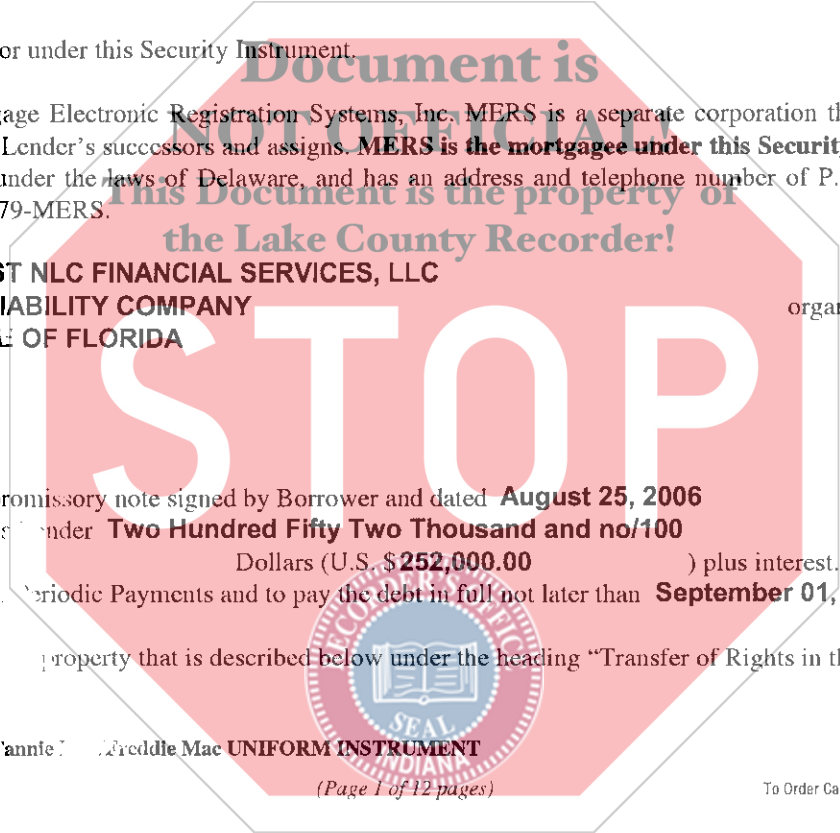 or under this Security Instrument.
Document is
NOT OFFICIAL!
gage Electronic Registration Systems, Inc. MERS is a separate corporation th
Lender's successors and assigns. MERS is the mortgagee under this Securit
under the laws of Delaware, and has an address and telephone number of P.
This Document is the property of
79-MERS.
the Lake County Recorder!
ST NLC FINANCIAL SERVICES, LLC
IABILITY COMPANY organ
E OF FLORIDA
STOP
romissory note signed by Borrower and dated August 25, 2006
nder Two Hundred Fifty Two Thousand and no/100
Dollars (U.S. $252,000.00 ) plus interest.
eriodic Payments and to pay the debt in full not later than September 01,
property that is described below under the heading “Transfer of Rights in th
RECORDER'S OFFICE
SEAL
INDIANA
annie Freddie Mac UNIFORM INSTRUMENT
(Page 1 of 12 pages) To Order Ca